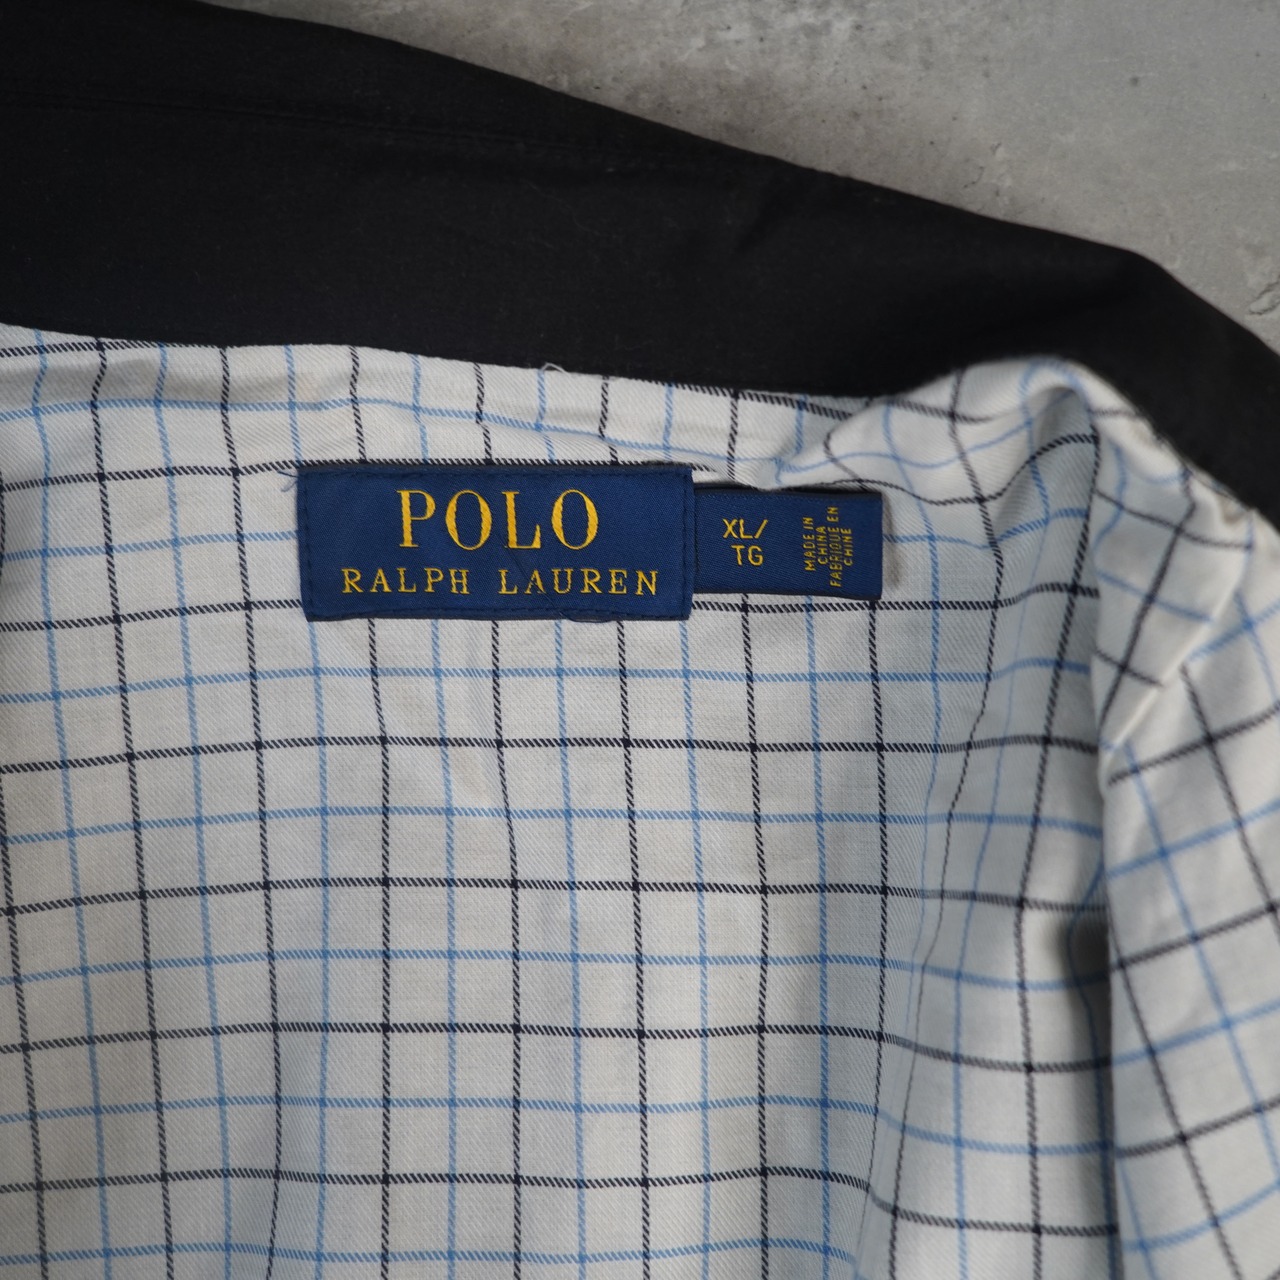 POLO
RALPH LAUREN
XL/
TG
MADE IN
CHINA
FABRIQUE EN
CHINE